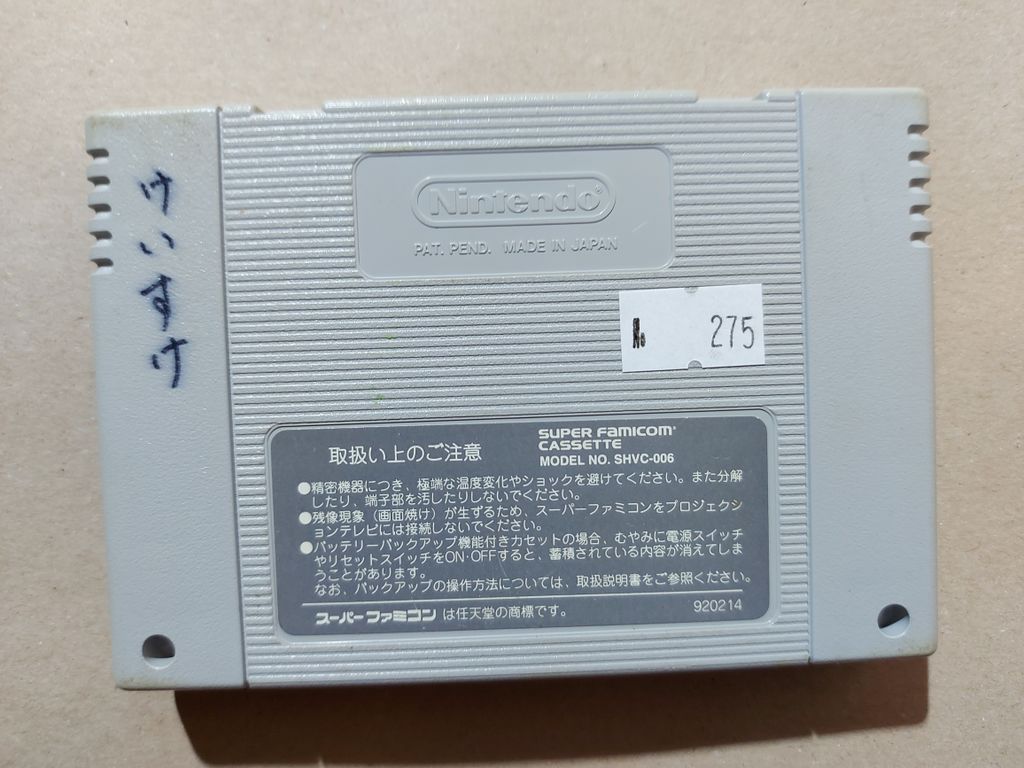 けいすけ
Nintendo®
PAT. PEND. MADE IN JAPAN
275
取扱い上のご注意
SUPER FAMICOM®
CASSETTE
MODEL NO. SHVC-006
●精密機器につき、極端な温度変化やショックを避けてください。また分解
したり、端子部を汚したりしないでください。
●残像現象（画面焼け）が生ずるため、スーパーファミコンをプロジェクシ
ョンテレビには接続しないでください。
●バッテリーバックアップ機能付きカセットの場合、むやみに電源スイッチ
やリセットスイッチをON・OFFすると、蓄積されている内容が消えてしま
うことがあります。
なお、バックアップの操作方法については、取扱説明書をご参照ください。
スーパーファミコン は任天堂の商標です。
920214